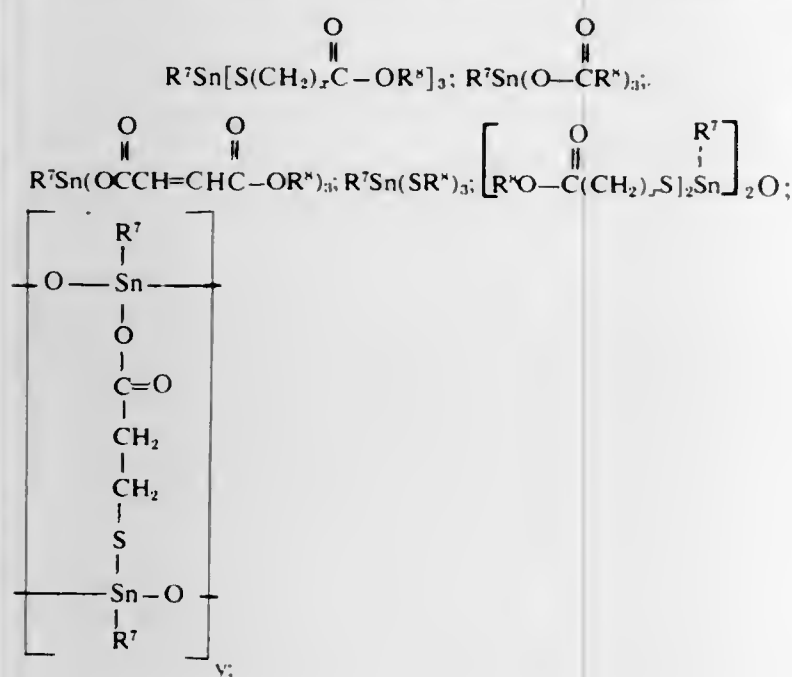 O O
R⁷Sn[S(CH₂)ₓC–OR⁸]₃; R⁷Sn(O–CR⁸)₃;
O O O R⁷
R⁷Sn(OCCH=CHC–OR⁸)₃; R⁷Sn(SR⁸)₃; [R⁸O–C(CH₂)ₓS]₂Sn]₂O;
R⁷
O–Sn
O
C=O
CH₂
CH₂
S
Sn–O
R⁷
y;